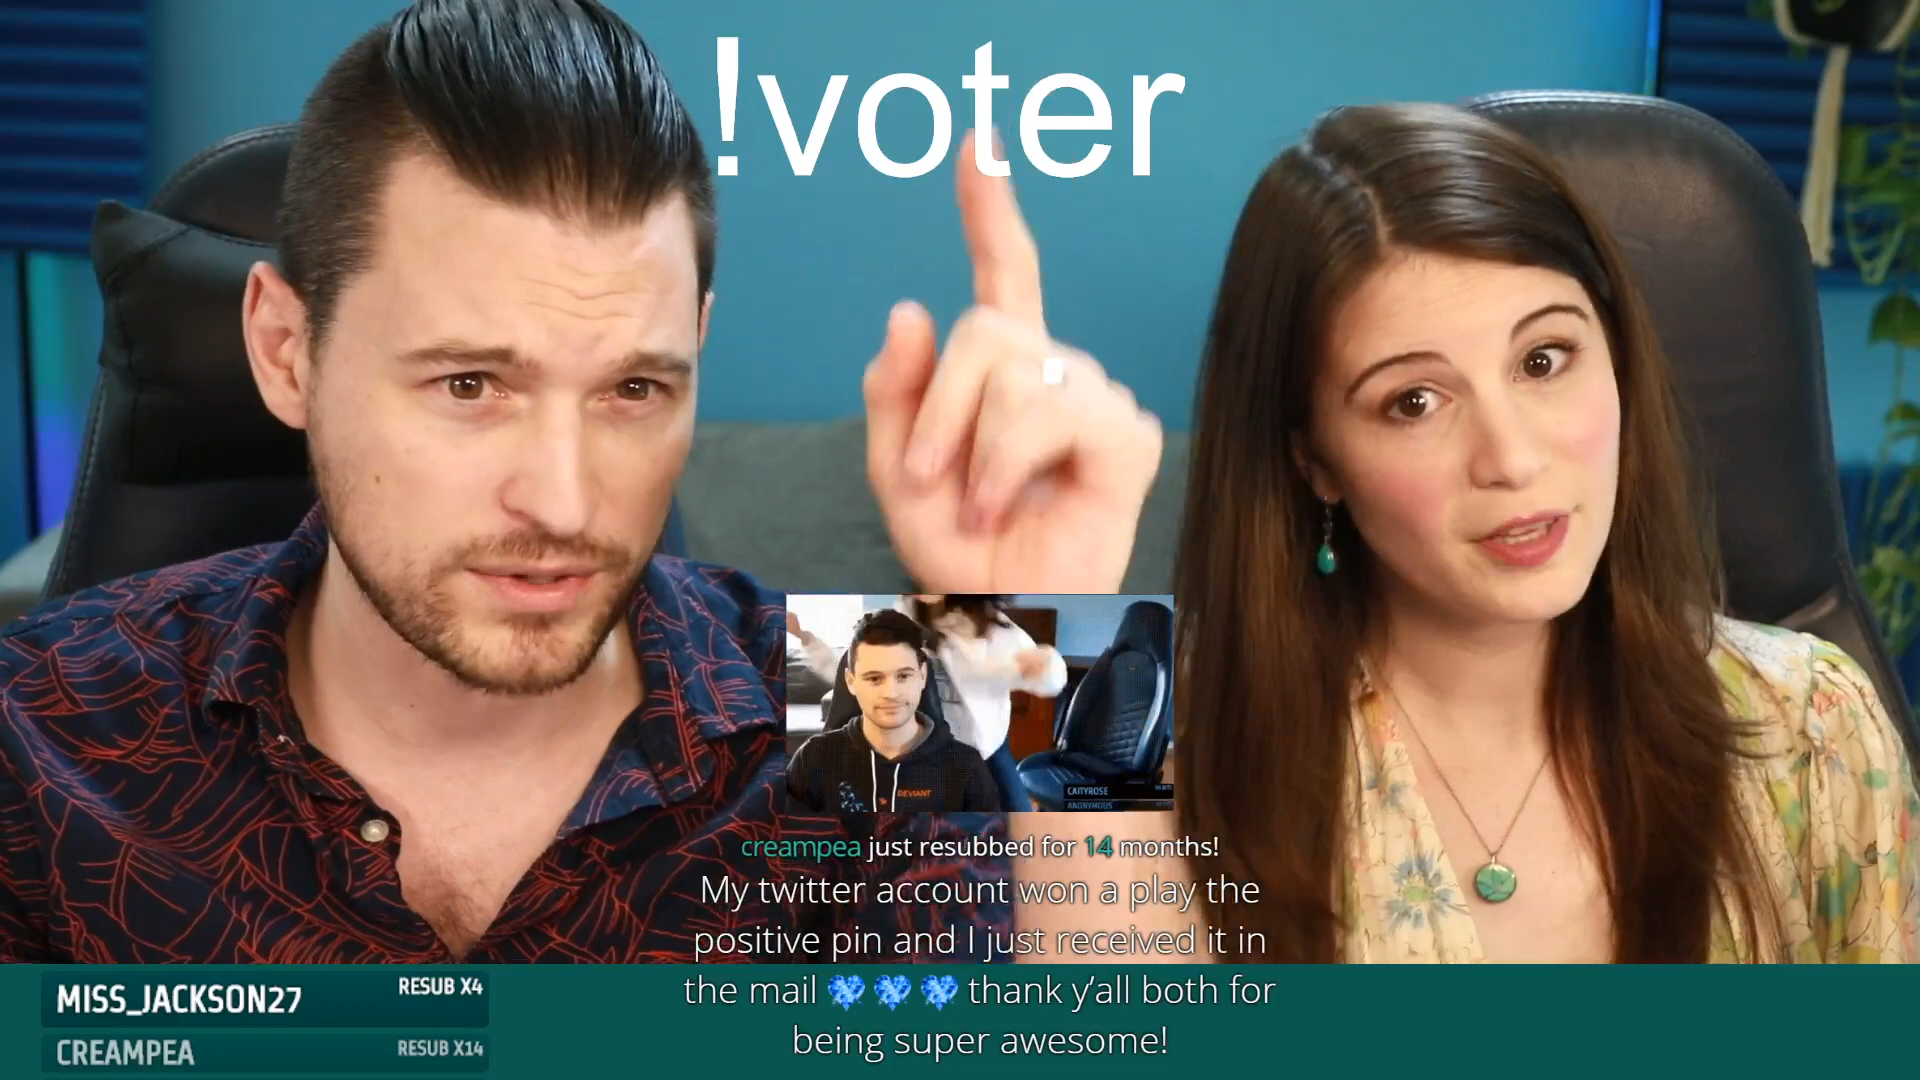 !voter
DEVIANT
CAITYROSE
ANONYMOUS
creampea just resubbed for 14 months!
My twitter account won a play the
positive pin and I just received it in
the mail 💙 💙 💙 thank y’all both for
being super awesome!
MISS_JACKSON27 RESUB X4
CREAMPEA RESUB X14